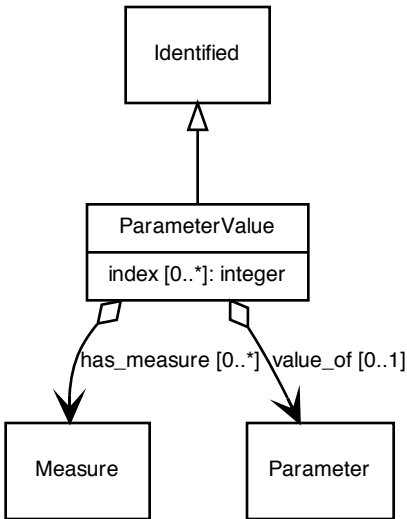 Identified
ParameterValue
index [0..*]: integer
has_measure [0..*]
value_of [0..1]
Measure
Parameter